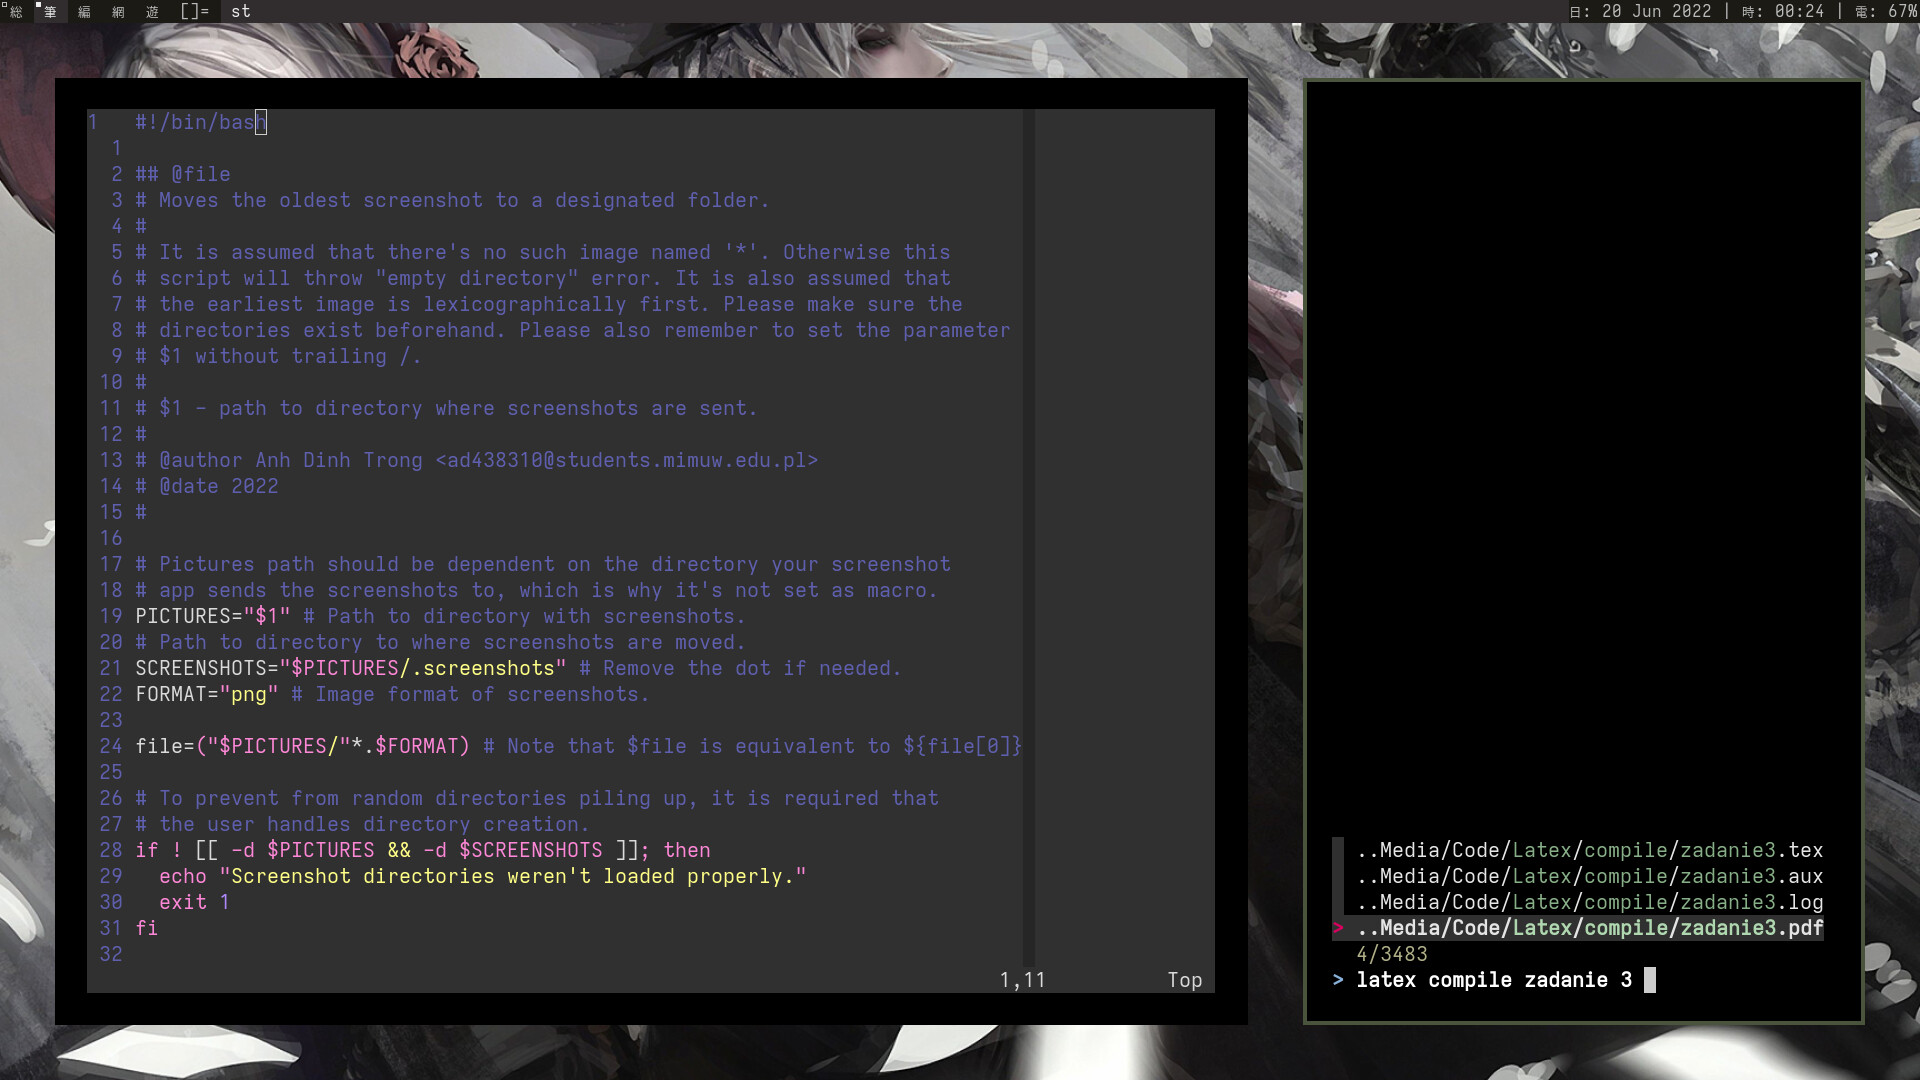 総 筆 編 網 遊 []= st
日: 20 Jun 2022 | 時: 00:24 | 電: 67%
1 #!/bin/bash
1
2 ## @file
3 # Moves the oldest screenshot to a designated folder.
4 #
5 # It is assumed that there's no such image named '*'. Otherwise this
6 # script will throw "empty directory" error. It is also assumed that
7 # the earliest image is lexicographically first. Please make sure the
8 # directories exist beforehand. Please also remember to set the parameter
9 # $1 without trailing /.
10 #
11 # $1 - path to directory where screenshots are sent.
12 #
13 # @author Anh Dinh Trong <ad438310@students.mimuw.edu.pl>
14 # @date 2022
15 #
16
17 # Pictures path should be dependent on the directory your screenshot
18 # app sends the screenshots to, which is why it's not set as macro.
19 PICTURES="$1" # Path to directory with screenshots.
20 # Path to directory to where screenshots are moved.
21 SCREENSHOTS="$PICTURES/.screenshots" # Remove the dot if needed.
22 FORMAT="png" # Image format of screenshots.
23
24 file=("$PICTURES/"*.$FORMAT) # Note that $file is equivalent to ${file[0]}
25
26 # To prevent from random directories piling up, it is required that
27 # the user handles directory creation.
28 if ! [[ -d $PICTURES && -d $SCREENSHOTS ]]; then
29   echo "Screenshot directories weren't loaded properly."
30   exit 1
31 fi
32
1,11 Top
..Media/Code/Latex/compile/zadanie3.tex
..Media/Code/Latex/compile/zadanie3.aux
..Media/Code/Latex/compile/zadanie3.log
> ..Media/Code/Latex/compile/zadanie3.pdf
4/3483
> latex compile zadanie 3